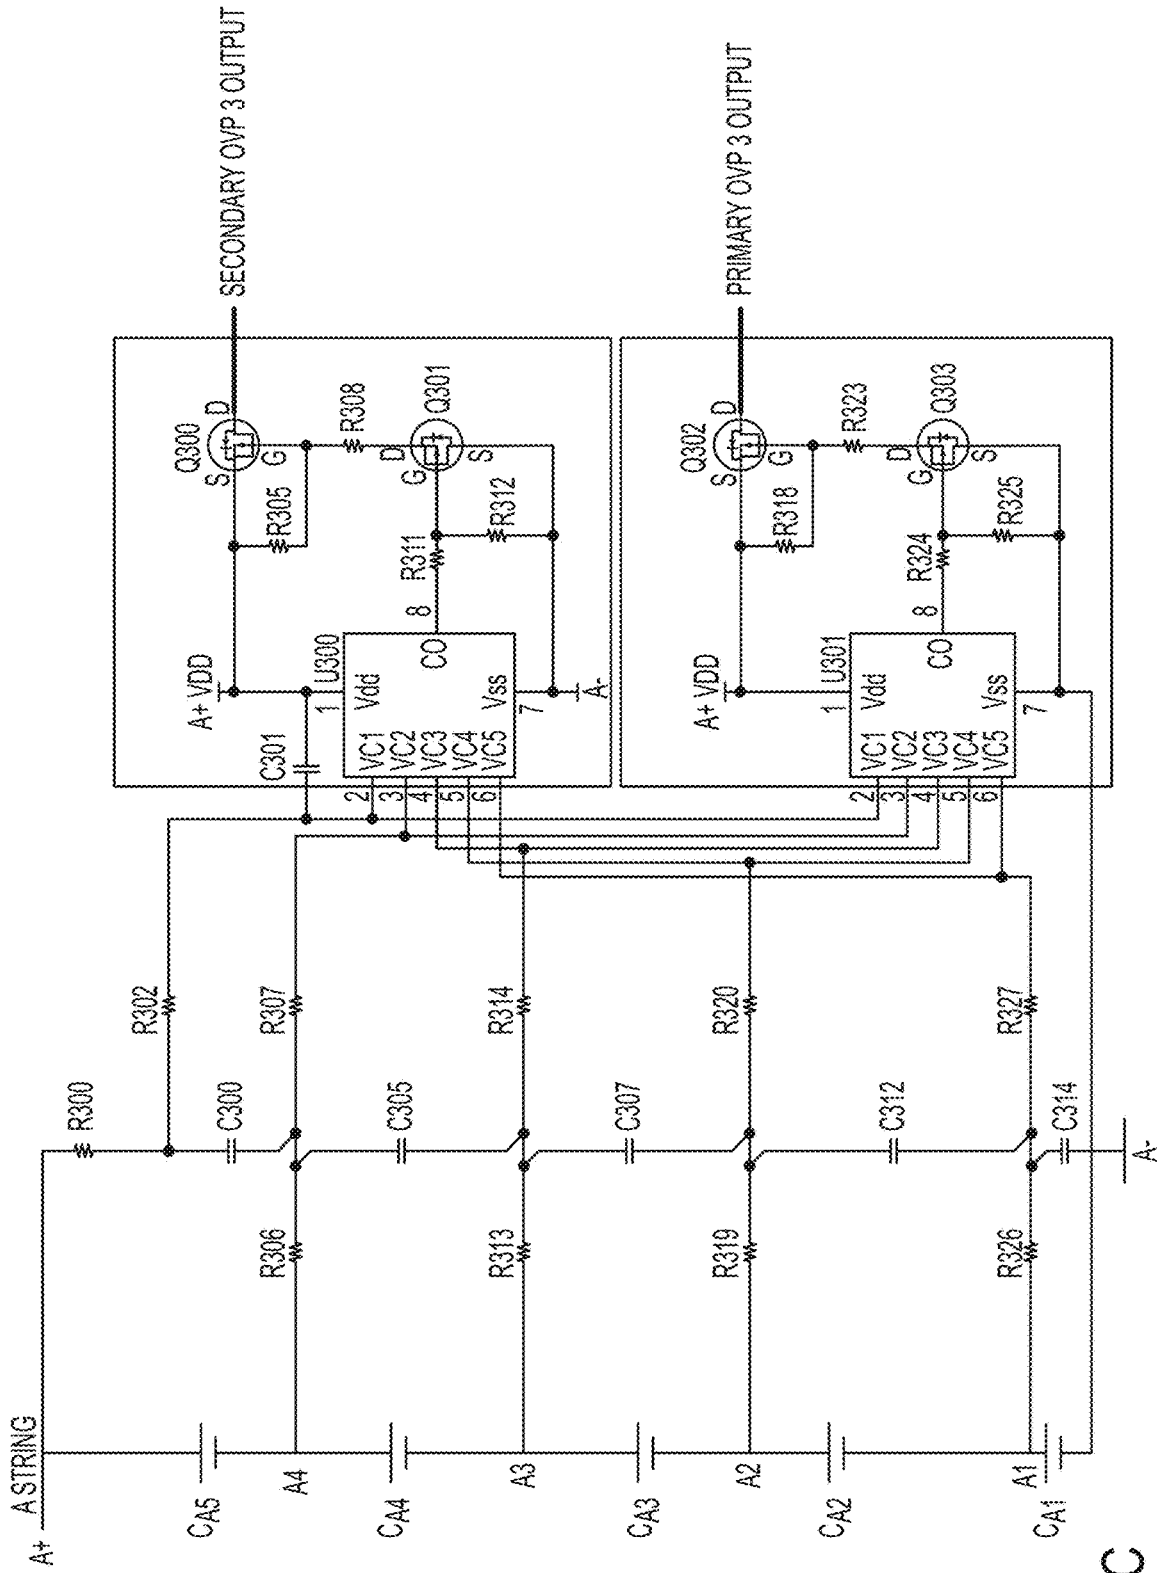 A+
A STRING
R300
R302
CA5
C300
A4
R306
R307
CA4
C305
A3
R313
R314
CA3
C307
A2
R319
R320
CA2
C312
A1
R326
R327
CA1
C314
A-
C
SECONDARY OVP 3 OUTPUT
A+ VDD
C301
U300
1
Vdd
VC1
VC2
VC3
VC4
VC5
2
3
4
5
6
CO
8
Vss
7
A-
Q300
S
D
G
R305
R308
R311
R312
Q301
D
G
S
PRIMARY OVP 3 OUTPUT
A+ VDD
U301
1
Vdd
VC1
VC2
VC3
VC4
VC5
2
3
4
5
6
CO
8
Vss
7
Q302
S
D
G
R318
R323
R324
R325
Q303
D
G
S